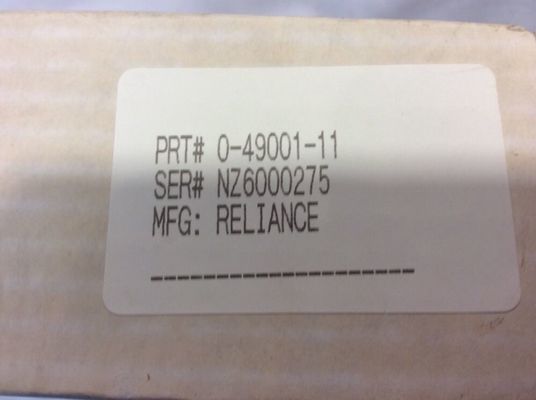 PRT# 0-49001-11
SER# NZ6000275
MFG: RELIANCE
--------------------